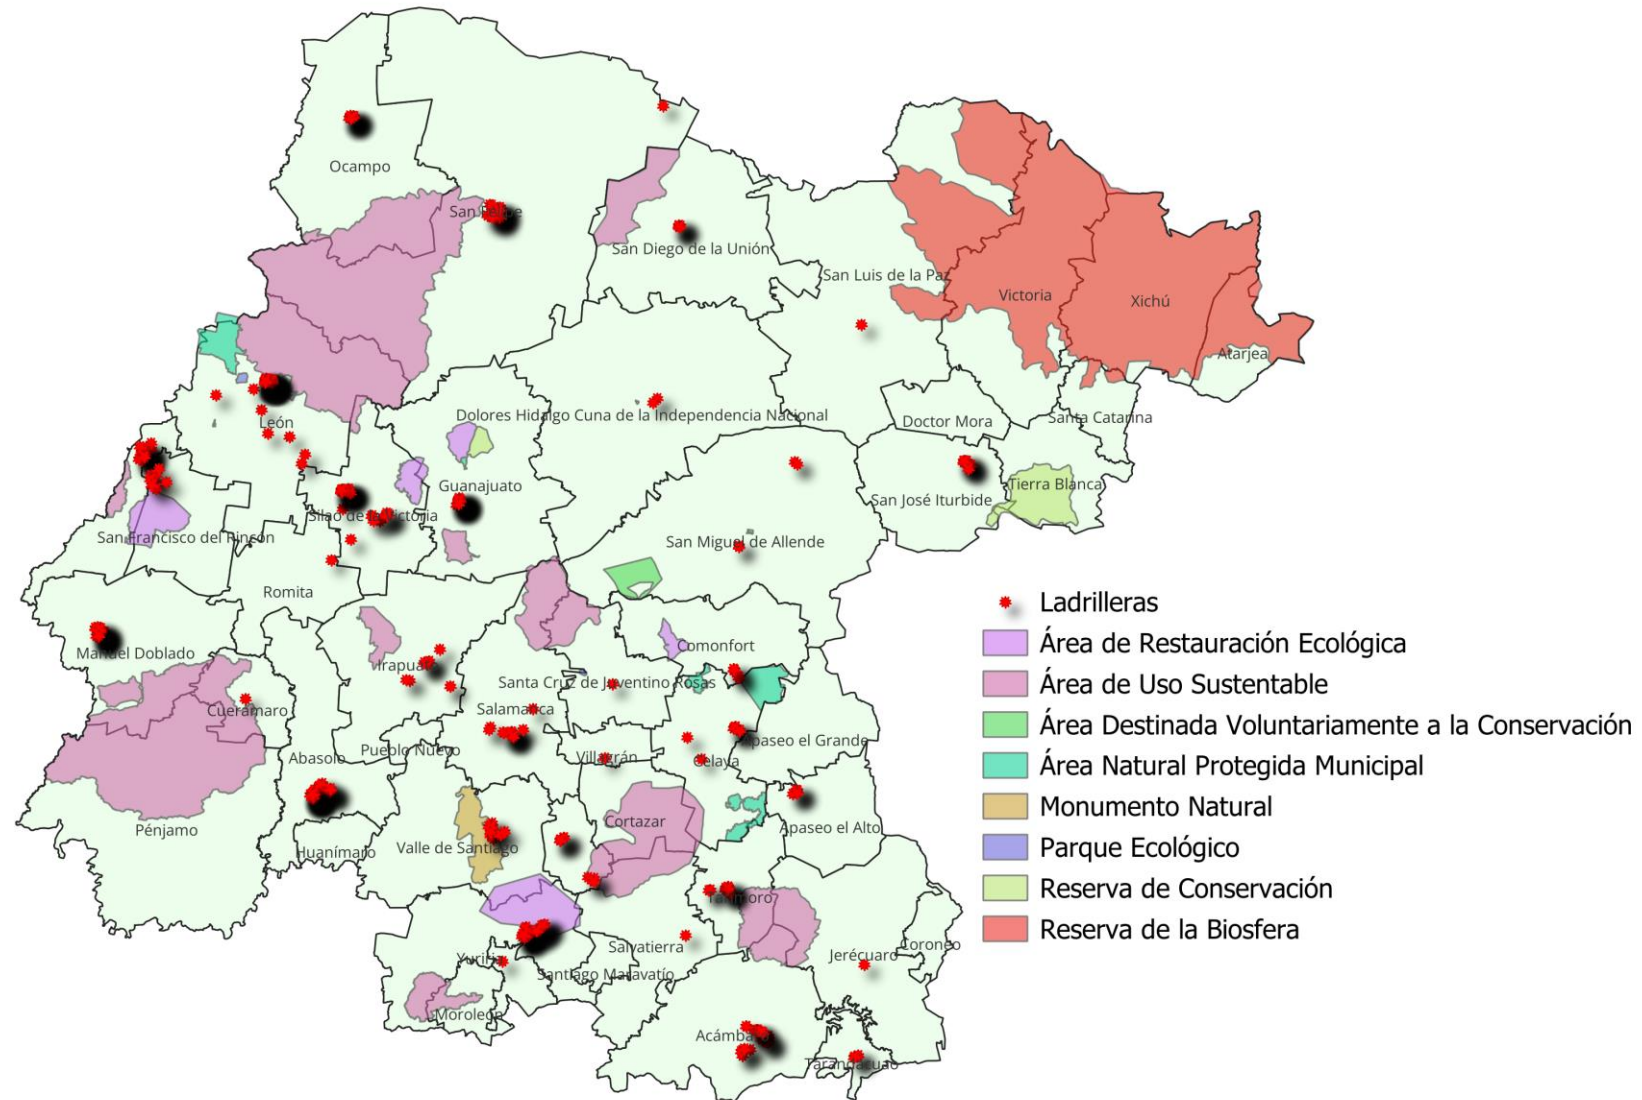 Ocampo
San Felipe
San Diego de la Unión
San Luis de la Paz
Victoria
Xichú
Atarjea
León
Dolores Hidalgo Cuna de la Independencia Nacional
Doctor Mora
Santa Catarina
Guanajuato
San José Iturbide
Tierra Blanca
Silao de la Victoria
San Francisco del Rincón
San Miguel de Allende
Romita
Manuel Doblado
Irapuato
Comonfort
Santa Cruz de Juventino Rosas
Cuerámaro
Salamanca
Abasolo
Pueblo Nuevo
Villagrán
Celaya
Apaseo el Grande
Pénjamo
Huanímaro
Valle de Santiago
Cortazar
Apaseo el Alto
Tarimoro
Yuriria
Santiago Maravatío
Salvatierra
Jerécuaro
Coroneo
Moroleón
Acámbaro
Tarandacuao
Ladrilleras
Área de Restauración Ecológica
Área de Uso Sustentable
Área Destinada Voluntariamente a la Conservación
Área Natural Protegida Municipal
Monumento Natural
Parque Ecológico
Reserva de Conservación
Reserva de la Biosfera